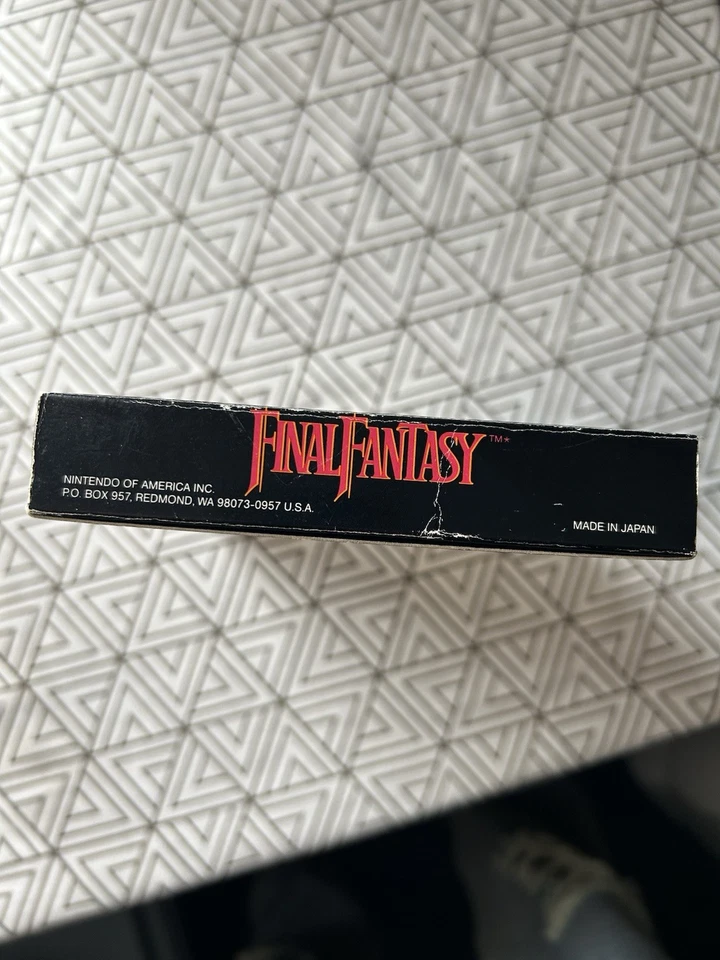 FINAL FANTASY™*
NINTENDO OF AMERICA INC.
P.O. BOX 957, REDMOND, WA 98073-0957 U.S.A.
MADE IN JAPAN